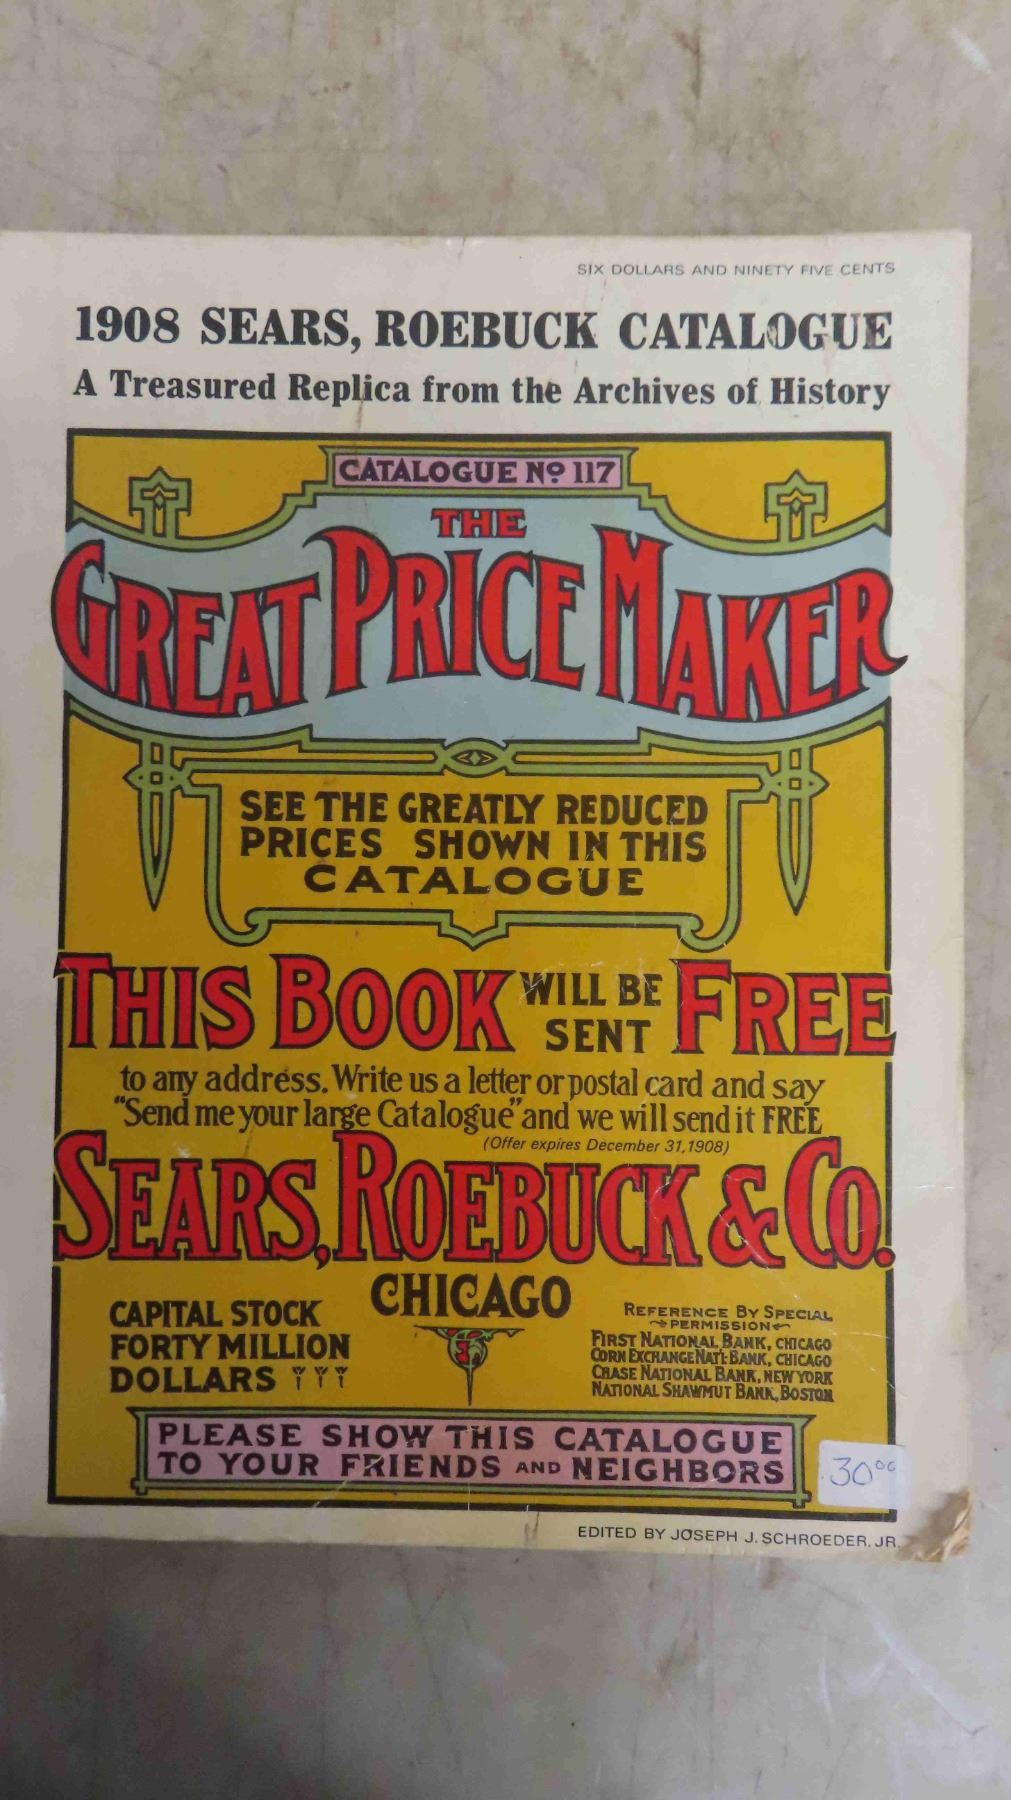 SIX DOLLARS AND NINETY FIVE CENTS
1908 SEARS, ROEBUCK CATALOGUE
A Treasured Replica from the Archives of History
CATALOGUE No 117
THE
GREAT PRICE MAKER
SEE THE GREATLY REDUCED
PRICES SHOWN IN THIS
CATALOGUE
THIS BOOK WILL BE SENT FREE
to any address. Write us a letter or postal card and say
"Send me your large Catalogue" and we will send it FREE
(Offer expires December 31, 1908)
SEARS, ROEBUCK & CO.
CHICAGO
CAPITAL STOCK
FORTY MILLION
DOLLARS
REFERENCE BY SPECIAL
PERMISSION
FIRST NATIONAL BANK, CHICAGO
CORN EXCHANGE NAT'L BANK, CHICAGO
CHASE NATIONAL BANK, NEW YORK
NATIONAL SHAWMUT BANK, BOSTON
PLEASE SHOW THIS CATALOGUE
TO YOUR FRIENDS AND NEIGHBORS
30 00
EDITED BY JOSEPH J. SCHROEDER, JR.